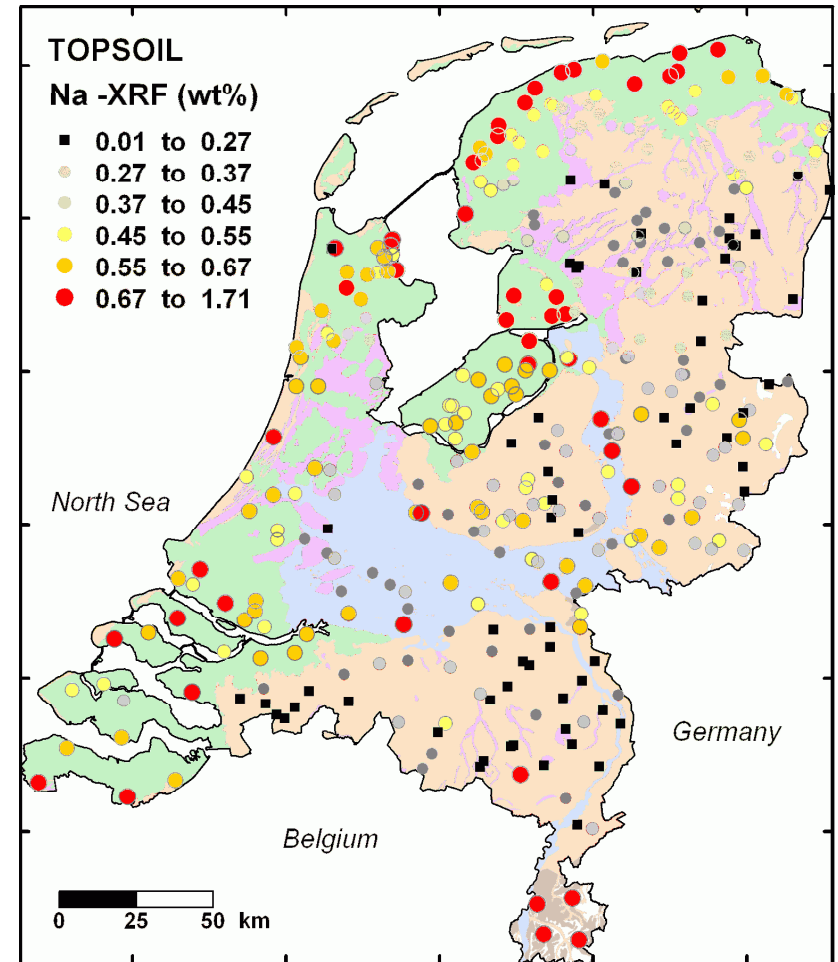 TOPSOIL
Na -XRF (wt%)
0.01 to 0.27
0.27 to 0.37
0.37 to 0.45
0.45 to 0.55
0.55 to 0.67
0.67 to 1.71
North Sea
Germany
Belgium
0 25 50 km